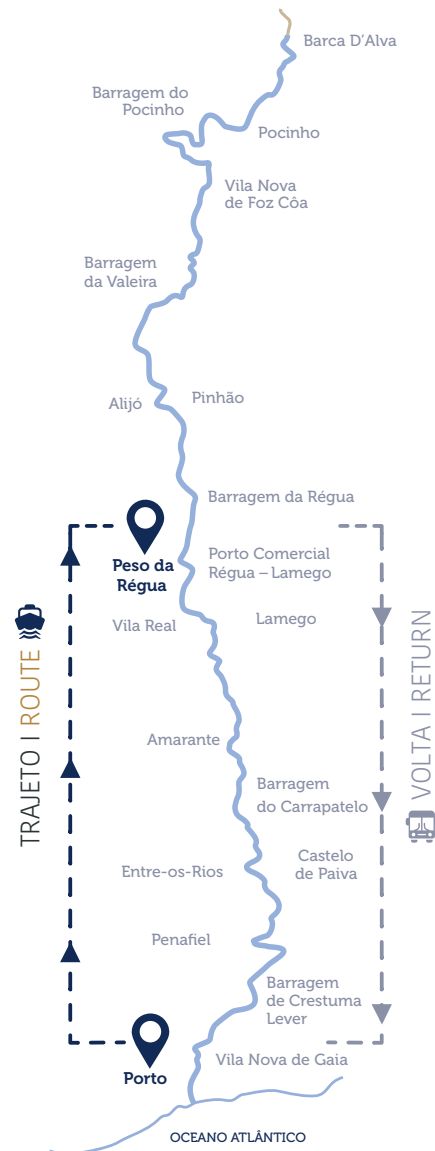 Barca D’Alva
Barragem do
Pocinho
Pocinho
Vila Nova
de Foz Côa
Barragem
da Valeira
Alijó
Pinhão
Barragem da Régua
Peso da
Régua
Porto Comercial
Régua – Lamego
Vila Real
Lamego
TRAJETO I ROUTE
VOLTA I RETURN
Amarante
Barragem
do Carrapatelo
Entre-os-Rios
Castelo
de Paiva
Penafiel
Barragem
de Crestuma
Lever
Vila Nova de Gaia
Porto
OCEANO ATLÂNTICO